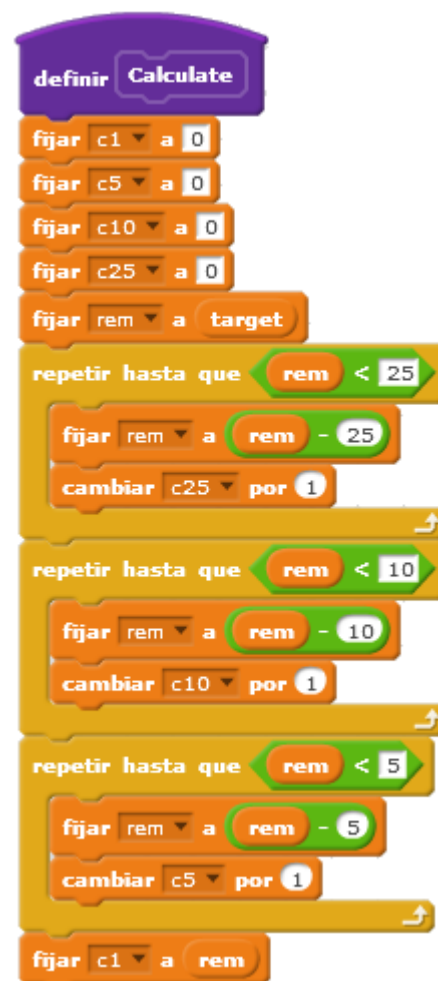 definir Calculate
fijar c1 a 0
fijar c5 a 0
fijar c10 a 0
fijar c25 a 0
fijar rem a target
repetir hasta que rem < 25
fijar rem a rem - 25
cambiar c25 por 1
repetir hasta que rem < 10
fijar rem a rem - 10
cambiar c10 por 1
repetir hasta que rem < 5
fijar rem a rem - 5
cambiar c5 por 1
fijar c1 a rem